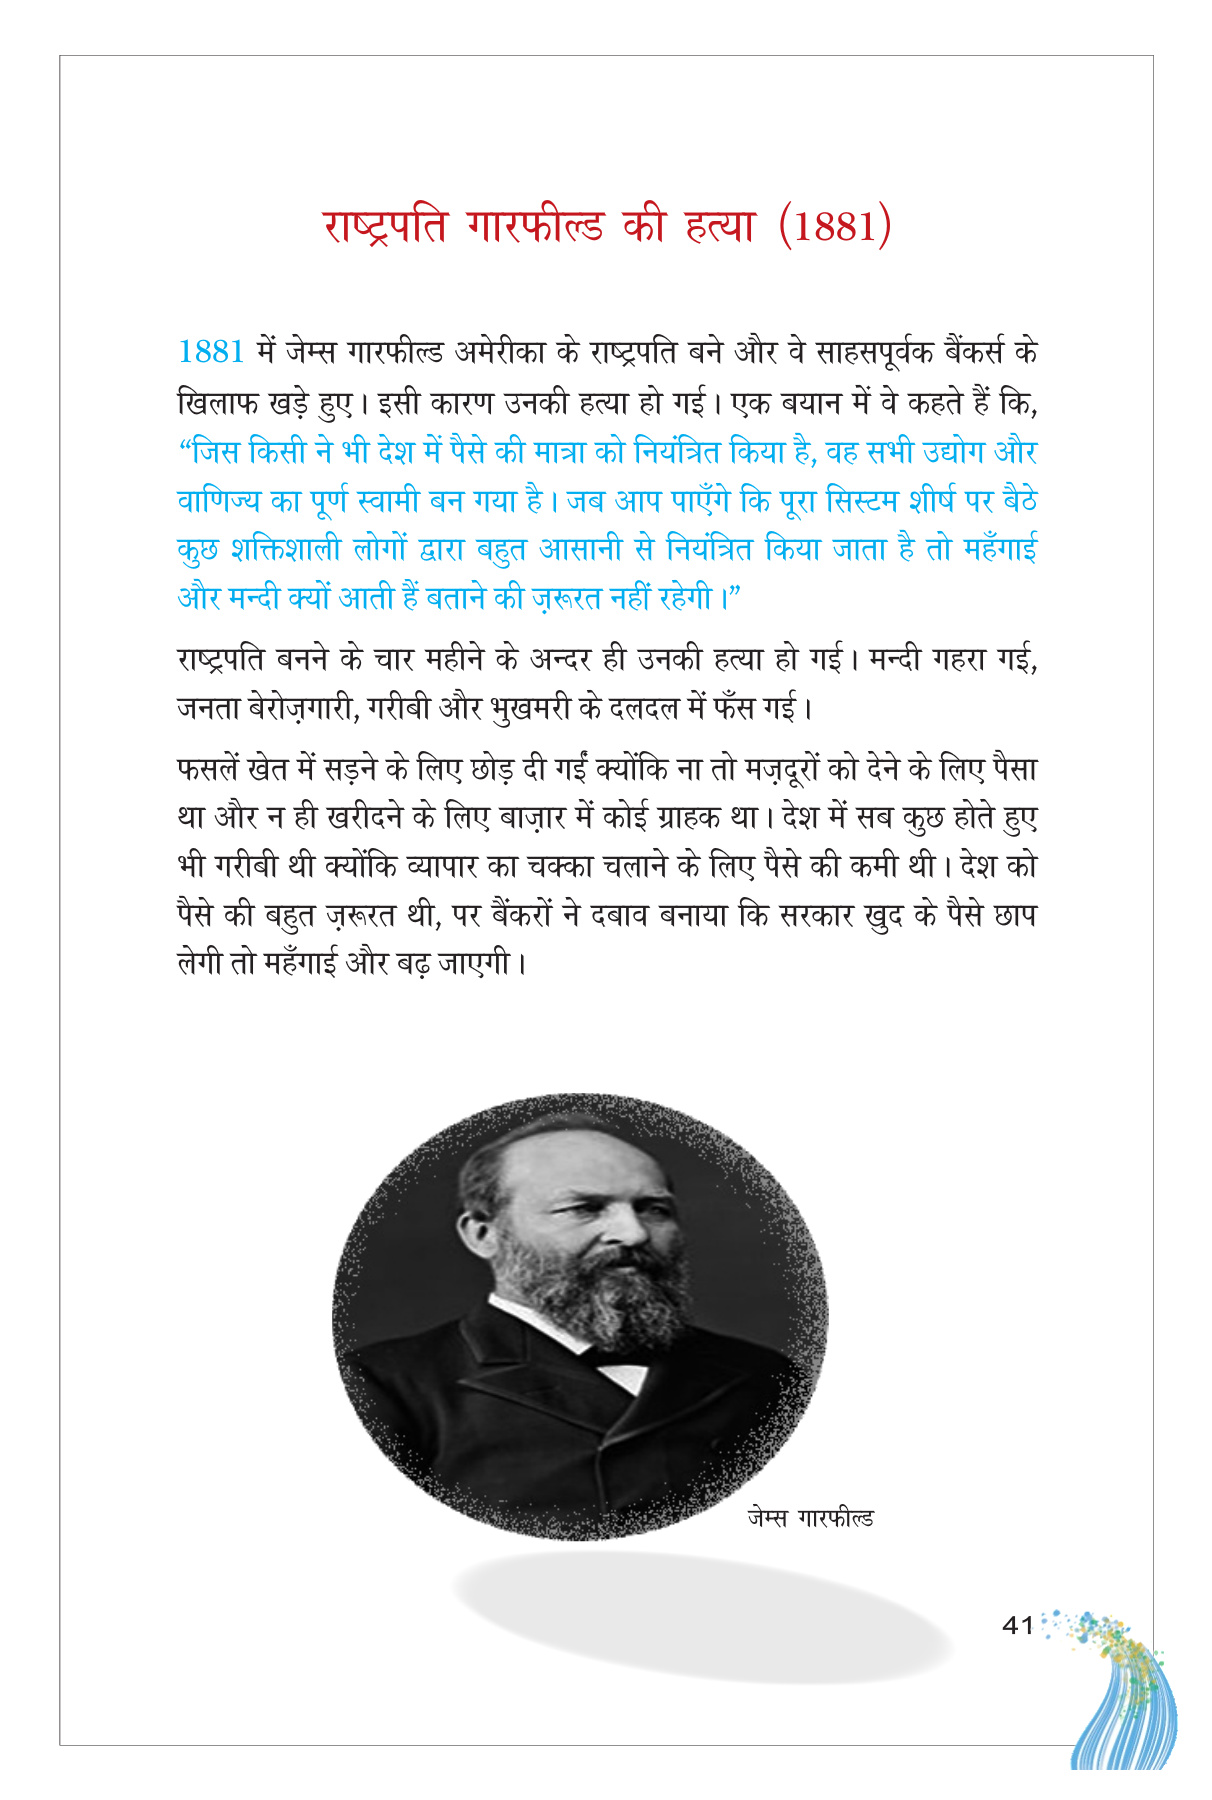 राष्ट्रपति गारफील्ड की हत्या (1881)
1881 में जेम्स गारफील्ड अमेरीका के राष्ट्रपति बने और वे साहसपूर्वक बैंकर्स के
खिलाफ खड़े हुए। इसी कारण उनकी हत्या हो गई। एक बयान में वे कहते हैं कि,
“जिस किसी ने भी देश में पैसे की मात्रा को नियंत्रित किया है, वह सभी उद्योग और
वाणिज्य का पूर्ण स्वामी बन गया है। जब आप पाएँगे कि पूरा सिस्टम शीर्ष पर बैठे
कुछ शक्तिशाली लोगों द्वारा बहुत आसानी से नियंत्रित किया जाता है तो महँगाई
और मन्दी क्यों आती हैं बताने की ज़रूरत नहीं रहेगी।”
राष्ट्रपति बनने के चार महीने के अन्दर ही उनकी हत्या हो गई। मन्दी गहरा गई,
जनता बेरोज़गारी, गरीबी और भुखमरी के दलदल में फँस गई।
फसलें खेत में सड़ने के लिए छोड़ दी गईं क्योंकि ना तो मज़दूरों को देने के लिए पैसा
था और न ही खरीदने के लिए बाज़ार में कोई ग्राहक था। देश में सब कुछ होते हुए
भी गरीबी थी क्योंकि व्यापार का चक्का चलाने के लिए पैसे की कमी थी। देश को
पैसे की बहुत ज़रूरत थी, पर बैंकरों ने दबाव बनाया कि सरकार खुद के पैसे छाप
लेगी तो महँगाई और बढ़ जाएगी।
जेम्स गारफील्ड
41